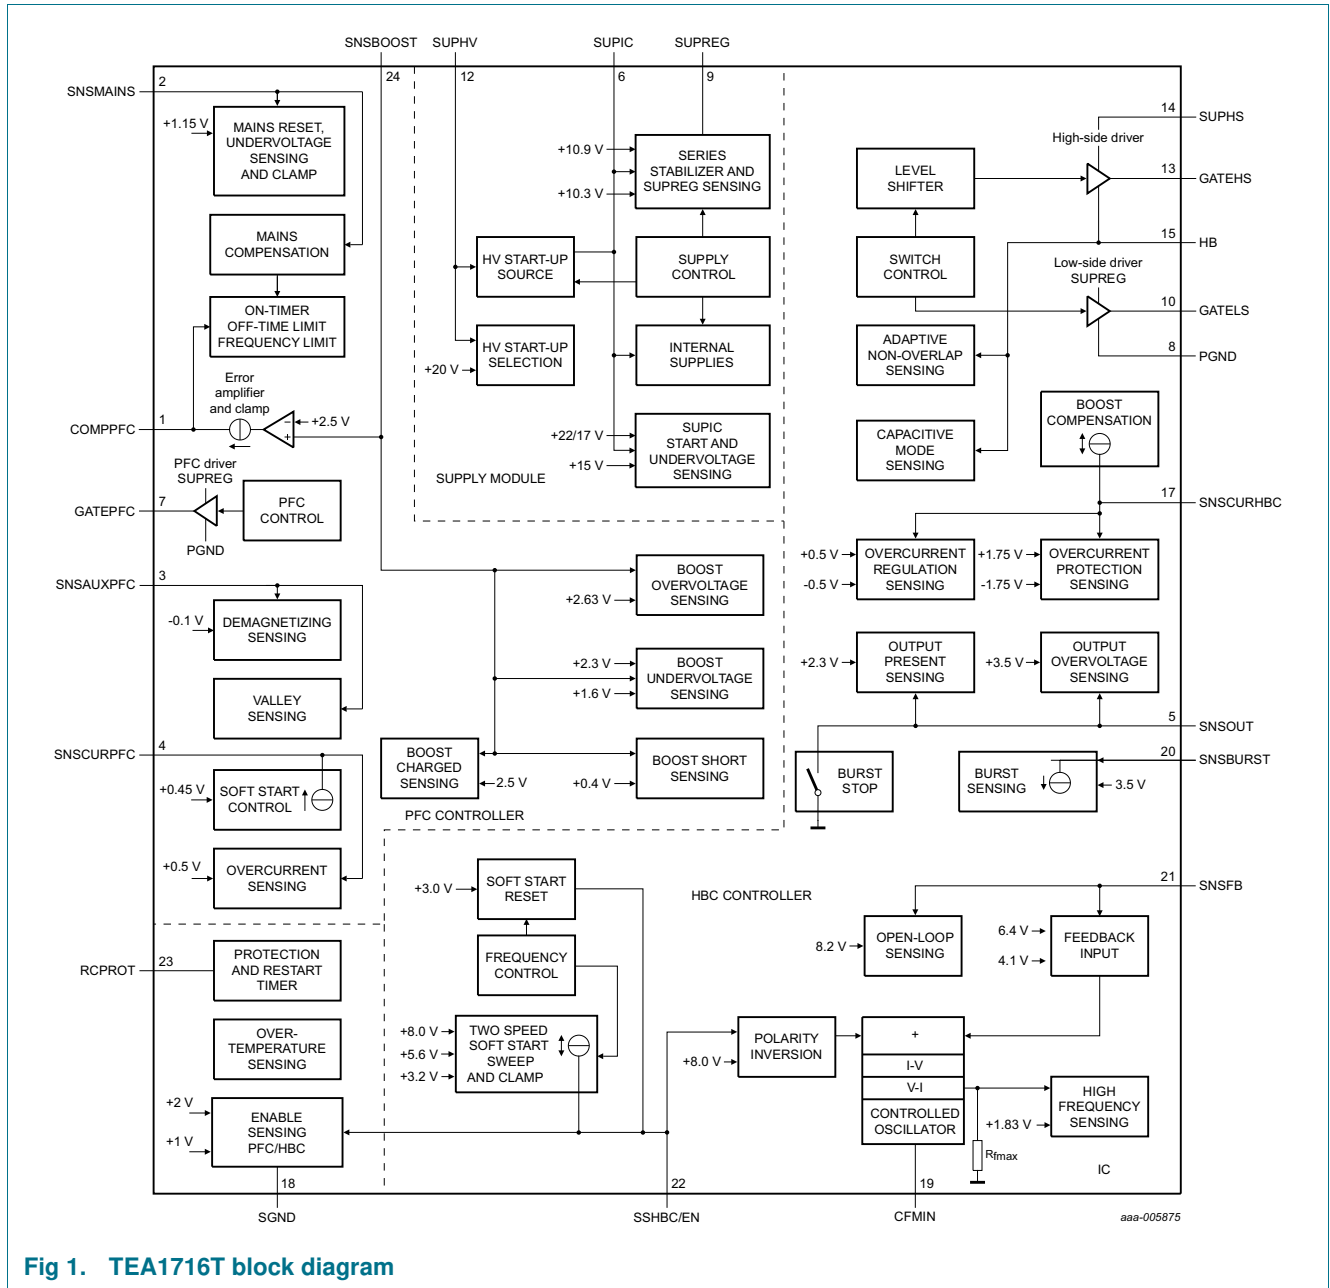 SNSBOOST SUPHV SUPIC SUPREG
24 12 6 9
2
SNSMAINS
+1.15 V
MAINS RESET,
UNDERVOLTAGE
SENSING
AND CLAMP
MAINS
COMPENSATION
ON-TIMER
OFF-TIME LIMIT
FREQUENCY LIMIT
Error
amplifier
and clamp
1
COMPPFC
−
+
+2.5 V
PFC driver
SUPREG
7
GATEPFC
PGND
PFC
CONTROL
3
SNSAUXPFC
-0.1 V
DEMAGNETIZING
SENSING
VALLEY
SENSING
4
SNSCURPFC
+0.45 V
SOFT START
CONTROL
+0.5 V
OVERCURRENT
SENSING
23
RCPROT
PROTECTION
AND RESTART
TIMER
OVER-
TEMPERATURE
SENSING
+2 V
+1 V
ENABLE
SENSING
PFC/HBC
18
SGND
+10.9 V
+10.3 V
SERIES
STABILIZER AND
SUPREG SENSING
HV START-UP
SOURCE
SUPPLY
CONTROL
+20 V
HV START-UP
SELECTION
INTERNAL
SUPPLIES
+22/17 V
+15 V
SUPIC
START AND
UNDERVOLTAGE
SENSING
SUPPLY MODULE
BOOST
OVERVOLTAGE
SENSING
+2.63 V
+2.3 V
+1.6 V
BOOST
UNDERVOLTAGE
SENSING
BOOST
CHARGED
SENSING
2.5 V
+0.4 V
BOOST SHORT
SENSING
PFC CONTROLLER
14
SUPHS
High-side driver
LEVEL
SHIFTER
13
GATEHS
15
HB
SWITCH
CONTROL
Low-side driver
SUPREG
10
GATELS
8
PGND
ADAPTIVE
NON-OVERLAP
SENSING
CAPACITIVE
MODE
SENSING
BOOST
COMPENSATION
17
SNSCURHBC
+0.5 V
-0.5 V
OVERCURRENT
REGULATION
SENSING
+1.75 V
-1.75 V
OVERCURRENT
PROTECTION
SENSING
+2.3 V
OUTPUT
PRESENT
SENSING
+3.5 V
OUTPUT
OVERVOLTAGE
SENSING
5
SNSOUT
BURST
STOP
20
SNSBURST
BURST
SENSING
3.5 V
+3.0 V
SOFT START
RESET
HBC CONTROLLER
FREQUENCY
CONTROL
+8.0 V
+5.6 V
+3.2 V
TWO SPEED
SOFT START
SWEEP
AND CLAMP
21
SNSFB
8.2 V
OPEN-LOOP
SENSING
6.4 V
4.1 V
FEEDBACK
INPUT
+8.0 V
POLARITY
INVERSION
+
I-V
V-I
CONTROLLED
OSCILLATOR
+1.83 V
HIGH
FREQUENCY
SENSING
Rfmax
IC
22
SSHBC/EN
19
CFMIN
aaa-005875
Fig 1. TEA1716T block diagram